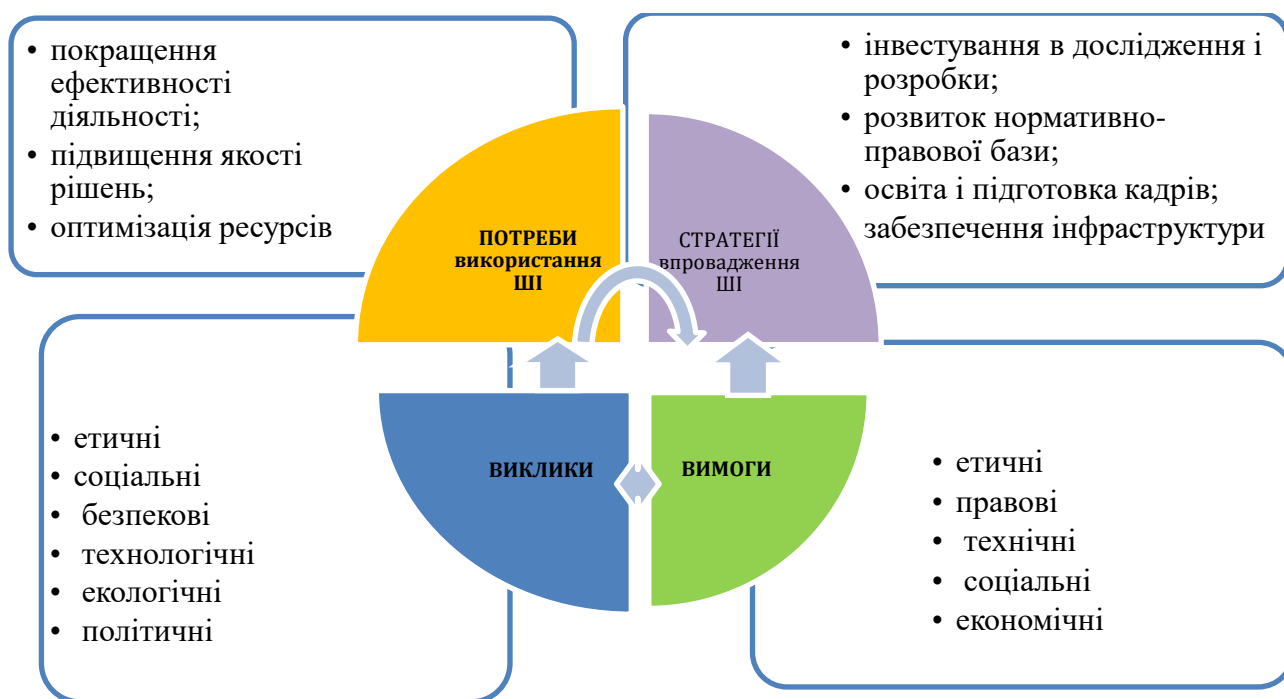 • покращення
ефективності
діяльності;
• підвищення якості
рішень;
• оптимізація ресурсів
• інвестування в дослідження і
розробки;
• розвиток нормативно-
правової бази;
• освіта і підготовка кадрів;
забезпечення інфраструктури
ПОТРЕБИ
використання
ШІ
СТРАТЕГІЇ
впровадження
ШІ
• етичні
• соціальні
• безпекові
• технологічні
• екологічні
• політичні
ВИКЛИКИ
ВИМОГИ
• етичні
• правові
• технічні
• соціальні
• економічні